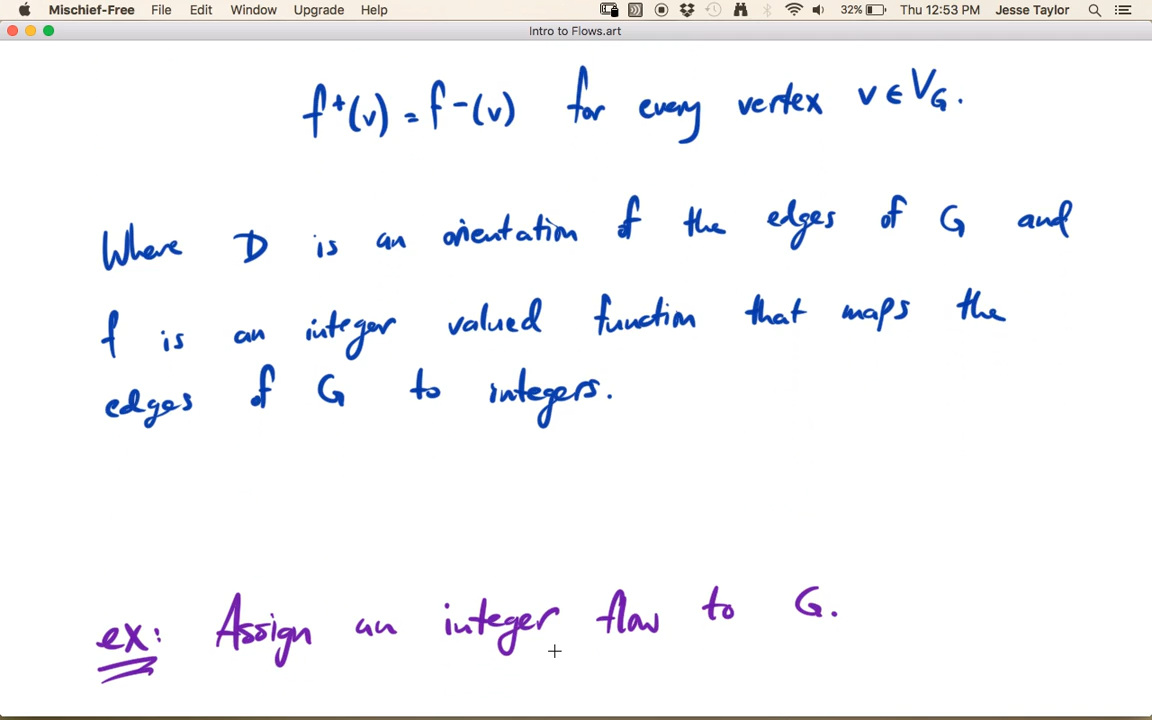 Mischief-Free File Edit Window Upgrade Help 32% Thu 12:53 PM Jesse Taylor
Intro to Flows.art
f+(v) = f-(v) for every vertex v ∈ V_G.
Where D is an orientation of the edges of G and
f is an integer valued function that maps the
edges of G to integers.
ex: Assign an integer flow to G.